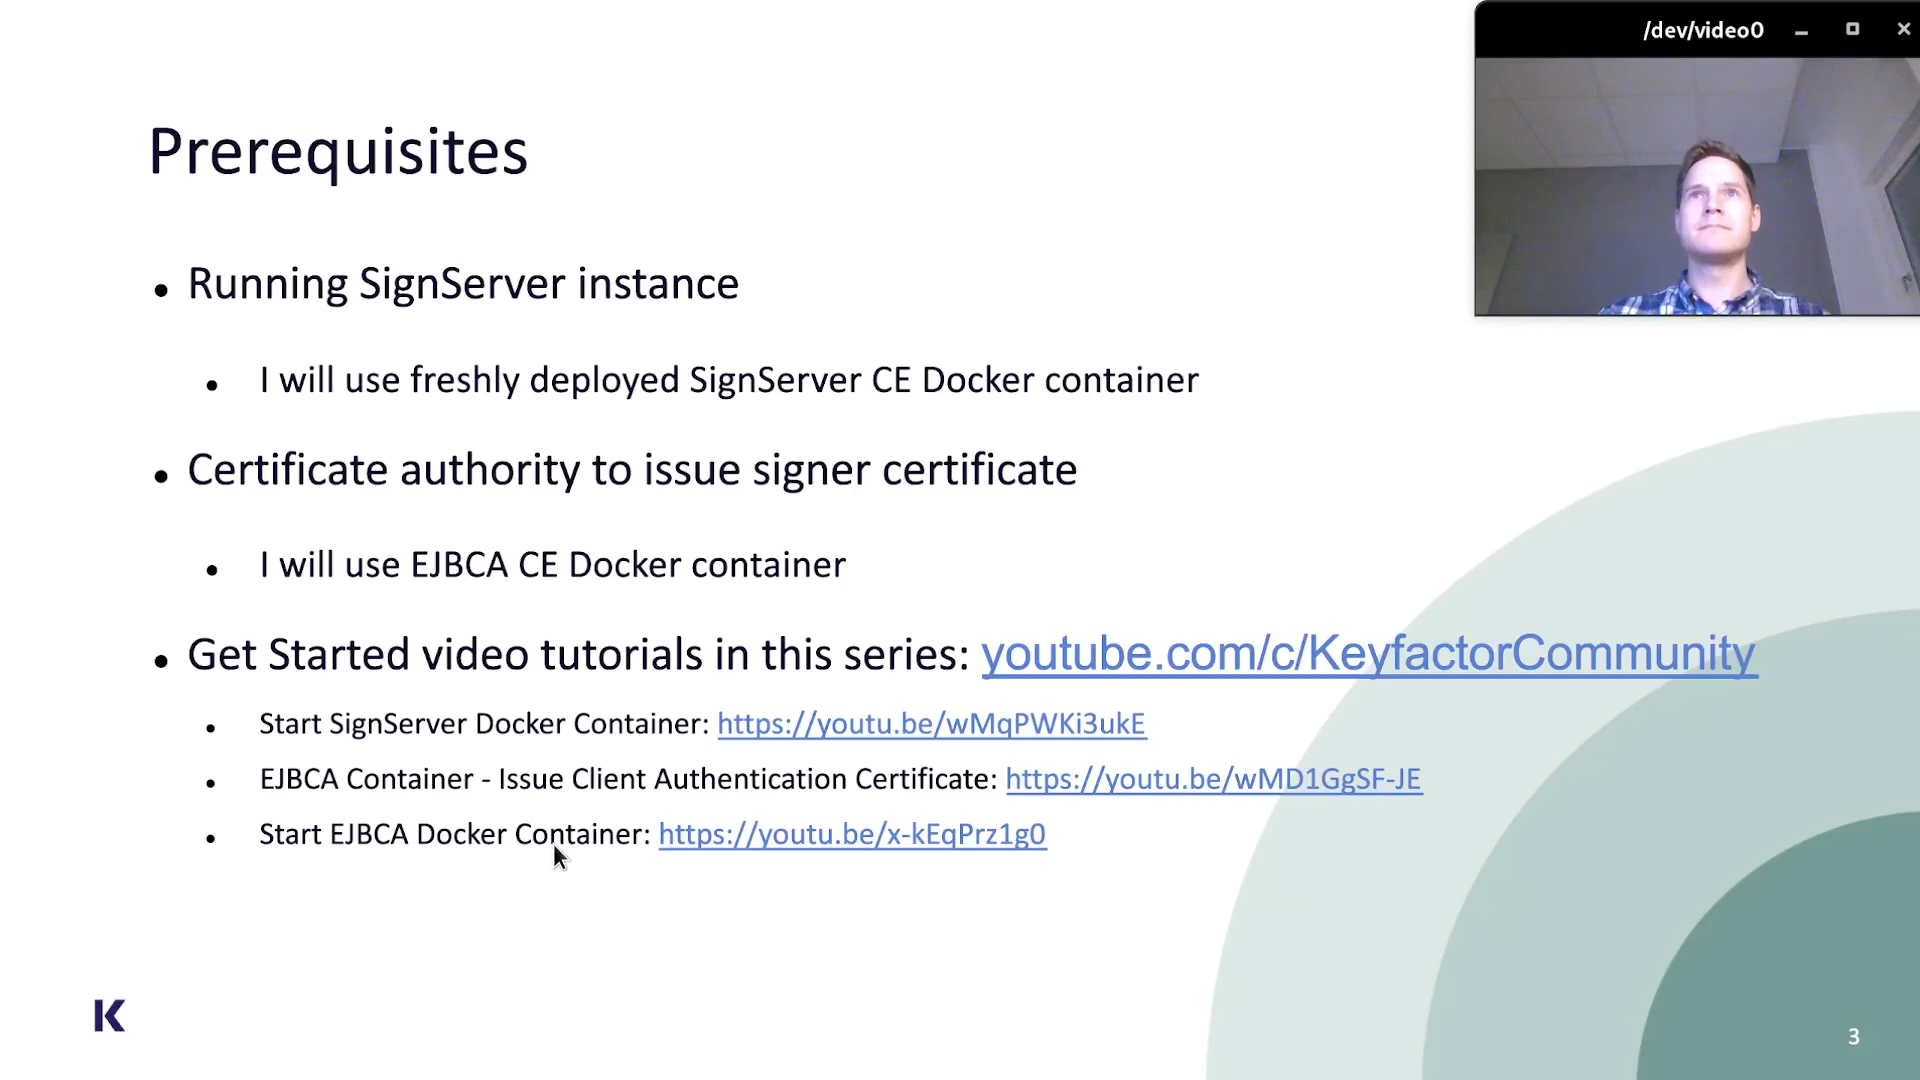 /dev/video0
Prerequisites
Running SignServer instance
I will use freshly deployed SignServer CE Docker container
Certificate authority to issue signer certificate
I will use EJBCA CE Docker container
Get Started video tutorials in this series: youtube.com/c/KeyfactorCommunity
Start SignServer Docker Container: https://youtu.be/wMqPWKi3ukE
EJBCA Container - Issue Client Authentication Certificate: https://youtu.be/wMD1GgSF-JE
Start EJBCA Docker Container: https://youtu.be/x-kEqPrz1g0
K
3